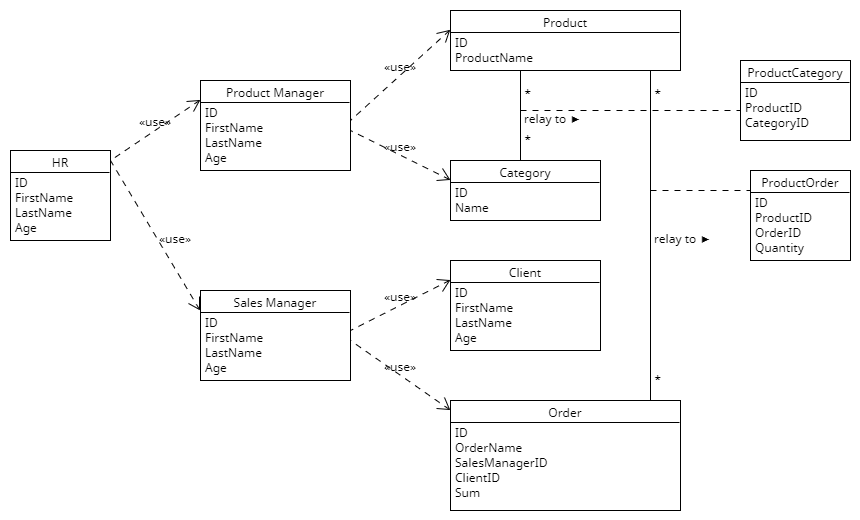 Product
ID
ProductName
«use»
ProductCategory
ID
ProductID
CategoryID
Product Manager
ID
FirstName
LastName
Age
*
*
relay to ►
*
«use»
«use»
HR
ID
FirstName
LastName
Age
Category
ID
Name
ProductOrder
ID
ProductID
OrderID
Quantity
«use»
relay to ►
Client
ID
FirstName
LastName
Age
Sales Manager
ID
FirstName
LastName
Age
«use»
«use»
*
Order
ID
OrderName
SalesManagerID
ClientID
Sum